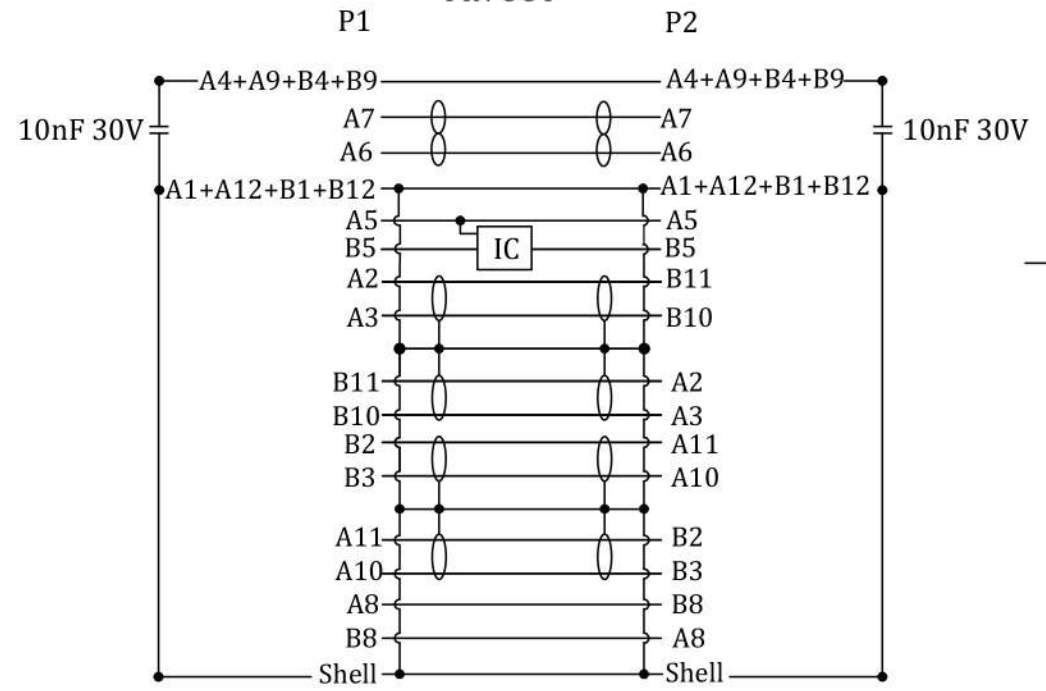 P1 P2
A4+A9+B4+B9 A4+A9+B4+B9
A7 A7
10nF 30V 10nF 30V
A6 A6
A1+A12+B1+B12 A1+A12+B1+B12
A5 A5
B5 IC B5
A2 B11
A3 B10
B11 A2
B10 A3
B2 A11
B3 A10
A11 B2
A10 B3
A8 B8
B8 A8
Shell Shell